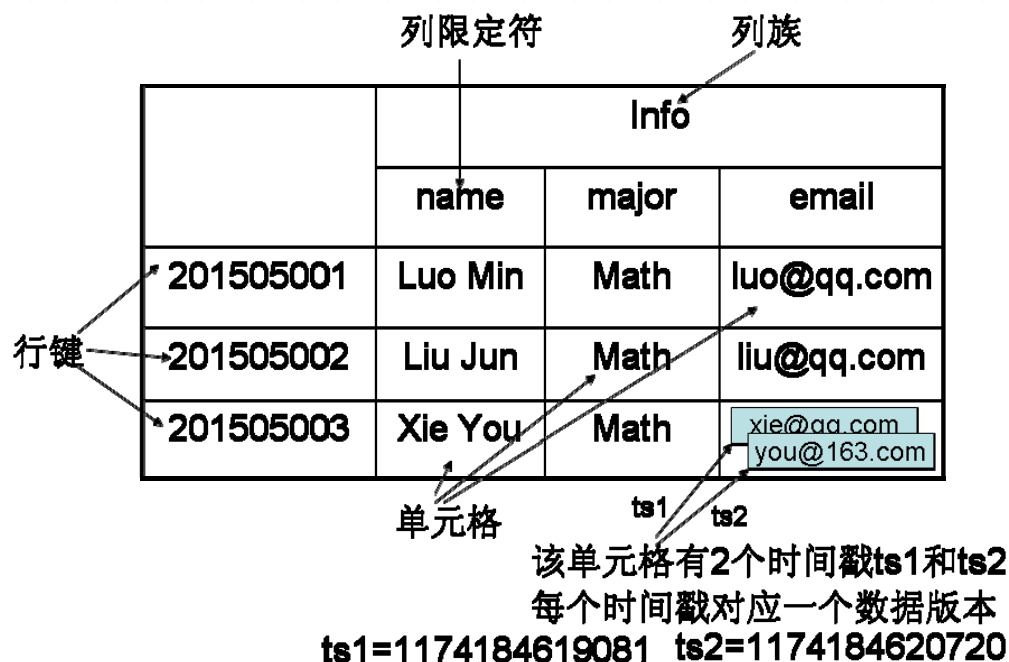 列限定符 列族
Info
name major email
201505001 Luo Min Math luo@qq.com
行键
201505002 Liu Jun Math liu@qq.com
201505003 Xie You Math xie@qq.com
you@163.com
单元格 ts1 ts2
该单元格有2个时间戳ts1和ts2
每个时间戳对应一个数据版本
ts1=1174184619081 ts2=1174184620720